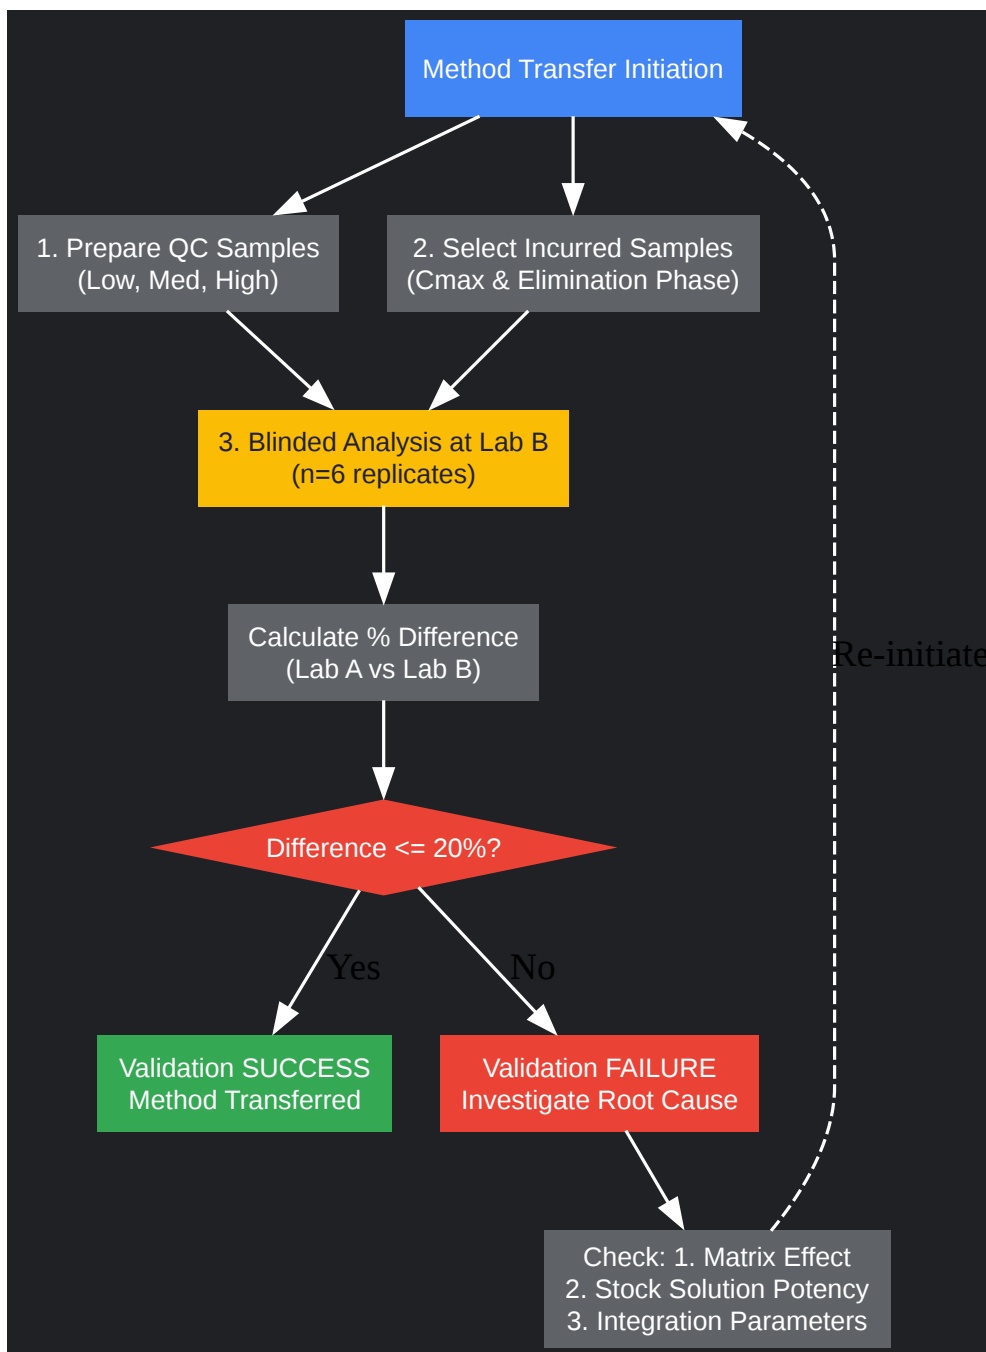 Method Transfer Initiation
1. Prepare QC Samples
(Low, Med, High)
2. Select Incurred Samples
(Cmax & Elimination Phase)
3. Blinded Analysis at Lab B
(n=6 replicates)
Calculate % Difference
(Lab A vs Lab B)
Re-initiate
Difference <= 20%?
Yes
No
Validation SUCCESS
Method Transferred
Validation FAILURE
Investigate Root Cause
Check: 1. Matrix Effect
2. Stock Solution Potency
3. Integration Parameters